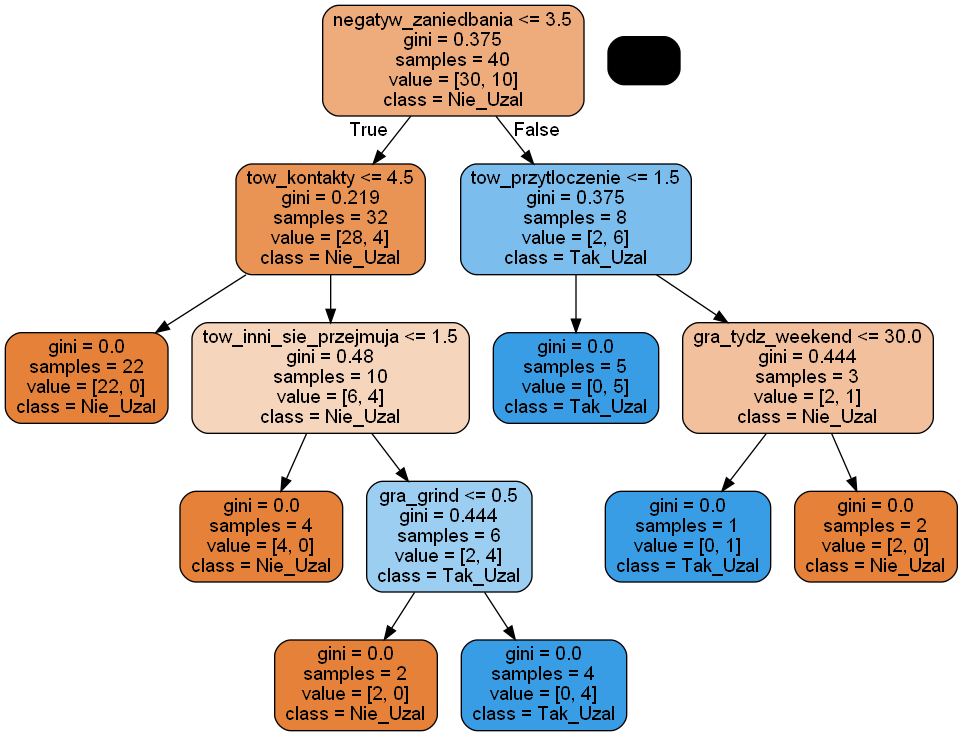 negatyw_zaniedbania <= 3.5
gini = 0.375
samples = 40
value = [30, 10]
class = Nie_Uzal
True
False
tow_kontakty <= 4.5
gini = 0.219
samples = 32
value = [28, 4]
class = Nie_Uzal
tow_przytloczenie <= 1.5
gini = 0.375
samples = 8
value = [2, 6]
class = Tak_Uzal
gini = 0.0
samples = 22
value = [22, 0]
class = Nie_Uzal
tow_inni_sie_przejmuja <= 1.5
gini = 0.48
samples = 10
value = [6, 4]
class = Nie_Uzal
gini = 0.0
samples = 5
value = [0, 5]
class = Tak_Uzal
gra_tydz_weekend <= 30.0
gini = 0.444
samples = 3
value = [2, 1]
class = Nie_Uzal
gini = 0.0
samples = 4
value = [4, 0]
class = Nie_Uzal
gra_grind <= 0.5
gini = 0.444
samples = 6
value = [2, 4]
class = Tak_Uzal
gini = 0.0
samples = 1
value = [0, 1]
class = Tak_Uzal
gini = 0.0
samples = 2
value = [2, 0]
class = Nie_Uzal
gini = 0.0
samples = 2
value = [2, 0]
class = Nie_Uzal
gini = 0.0
samples = 4
value = [0, 4]
class = Tak_Uzal